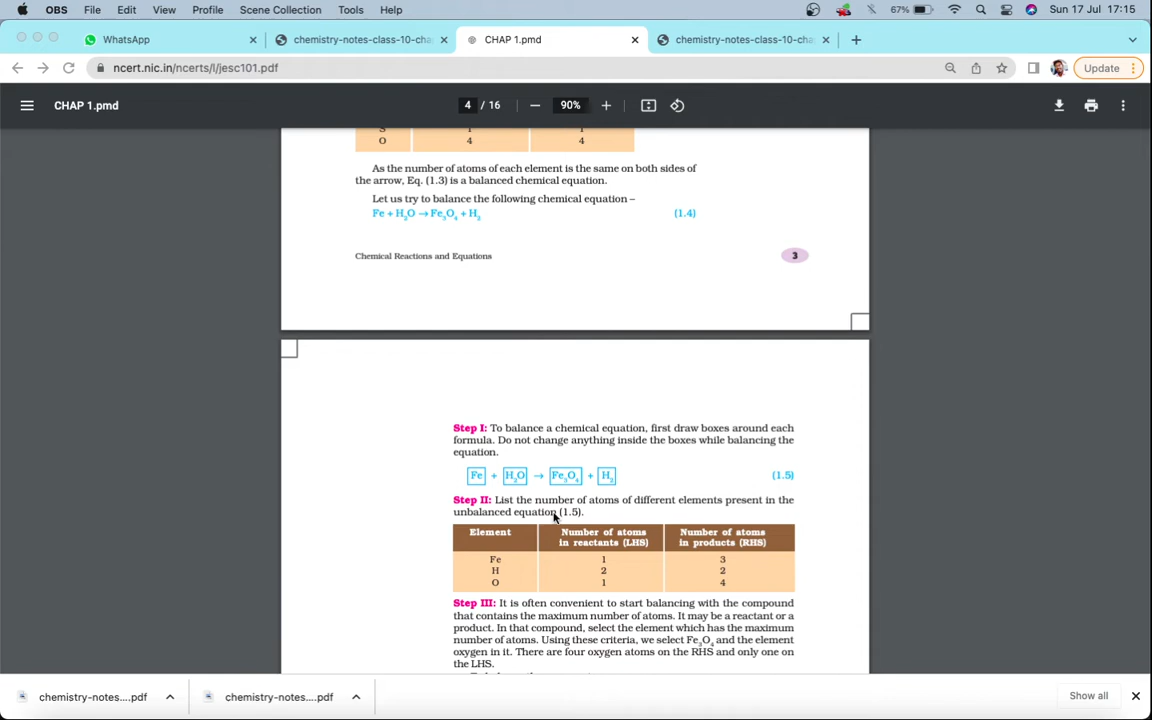 OBS File Edit View Profile Scene Collection Tools Help 67% Sun 17 Jul 17:15
WhatsApp chemistry-notes-class-10-cha CHAP 1.pmd chemistry-notes-class-10-cha
ncert.nic.in/ncerts/l/jesc101.pdf Update
CHAP 1.pmd 4 / 16 90%
S 1 1
O 4 4
As the number of atoms of each element is the same on both sides of
the arrow, Eq. (1.3) is a balanced chemical equation.
Let us try to balance the following chemical equation –
Fe + H₂O → Fe₃O₄ + H₂ (1.4)
Chemical Reactions and Equations 3
Step I: To balance a chemical equation, first draw boxes around each
formula. Do not change anything inside the boxes while balancing the
equation.
Fe + H₂O → Fe₃O₄ + H₂ (1.5)
Step II: List the number of atoms of different elements present in the
unbalanced equation (1.5).
Element Number of atoms Number of atoms
in reactants (LHS) in products (RHS)
Fe 1 3
H 2 2
O 1 4
Step III: It is often convenient to start balancing with the compound
that contains the maximum number of atoms. It may be a reactant or a
product. In that compound, select the element which has the maximum
number of atoms. Using these criteria, we select Fe₃O₄ and the element
oxygen in it. There are four oxygen atoms on the RHS and only one on
the LHS.
chemistry-notes....pdf chemistry-notes....pdf Show all